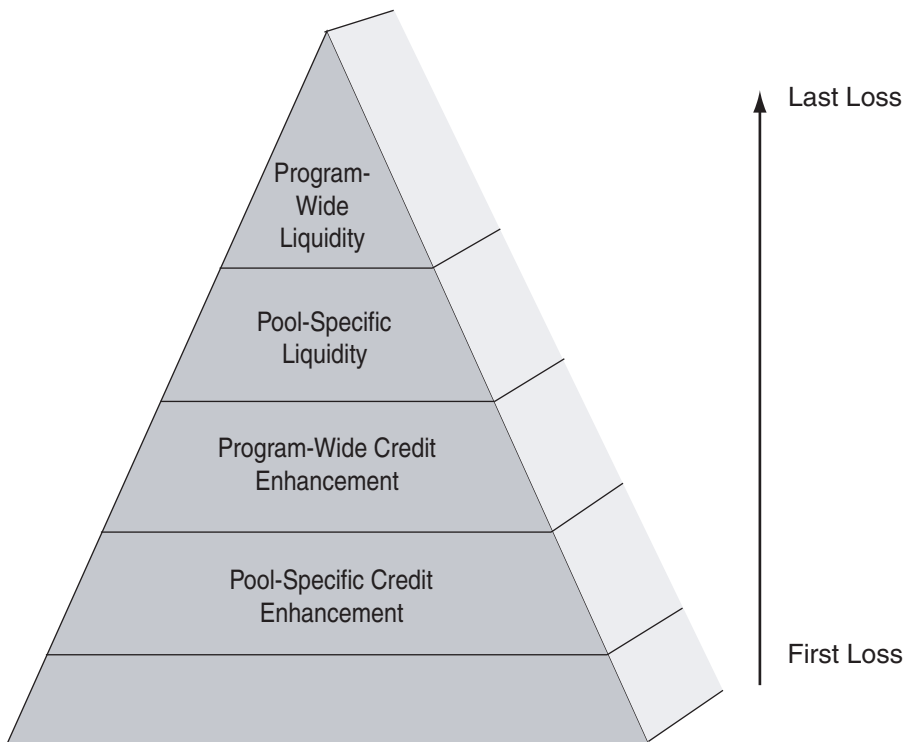 Last Loss
Program-
Wide
Liquidity
Pool-Specific
Liquidity
Program-Wide Credit
Enhancement
Pool-Specific Credit
Enhancement
First Loss